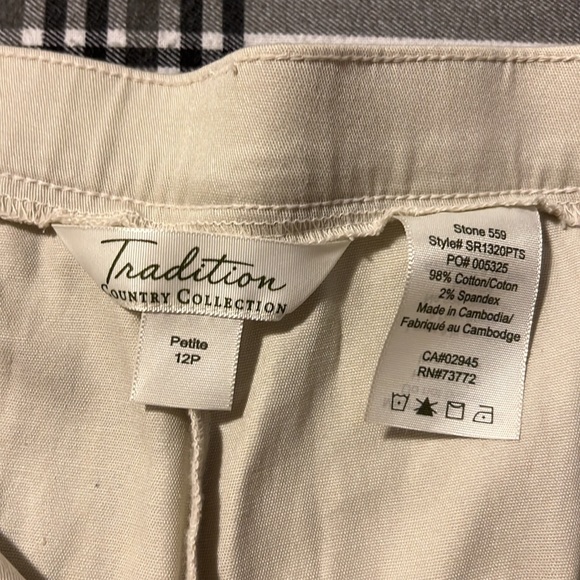 Tradition
COUNTRY COLLECTION
Petite
12P
Stone 559
Style# SR1320PTS
PO# 005325
98% Cotton/Coton
2% Spandex
Made in Cambodia/
Fabriqué au Cambodge
CA#02945
RN#73772